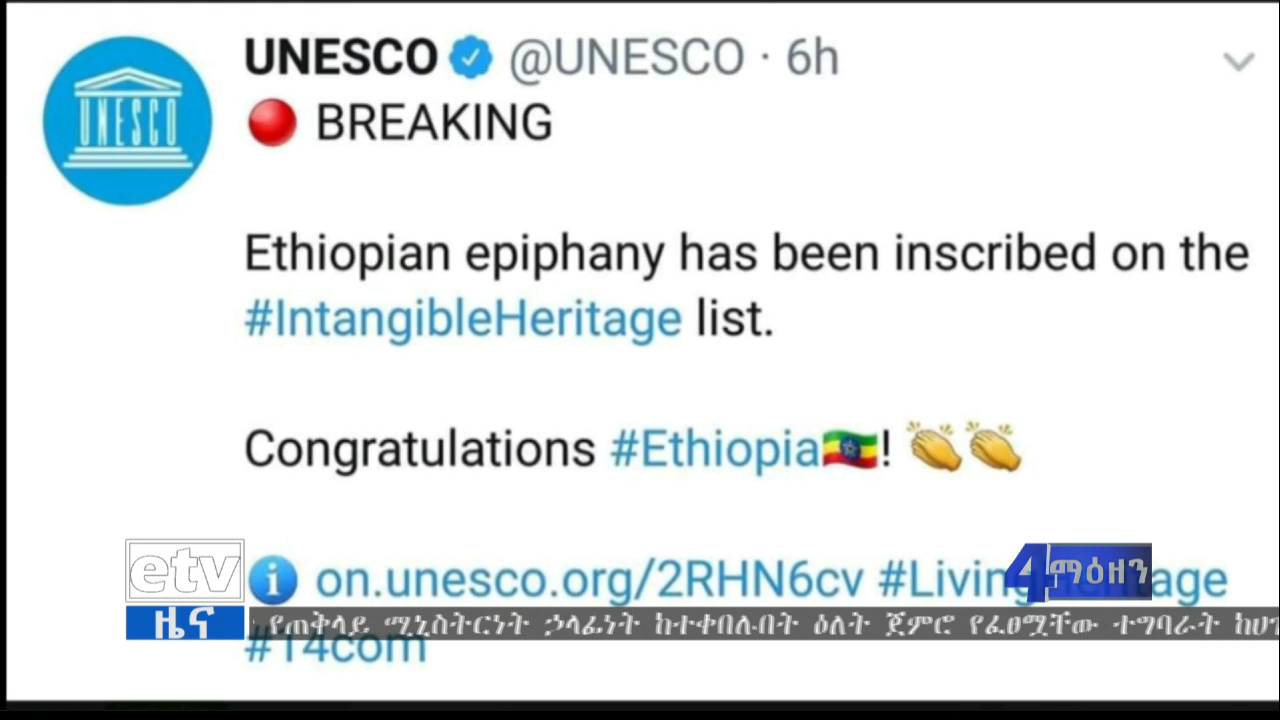 UNESCO @UNESCO · 6h
UNESCO
BREAKING
Ethiopian epiphany has been inscribed on the
#IntangibleHeritage list.
Congratulations #Ethiopia!
on.unesco.org/2RHN6cv
4 ማዕዘን
etv
ዜና
የጠቅላይ ሚኒስትርነት ኃላፊነት ከተቀበሉበት ዕለት ጀምሮ የፈፀሟቸው ተግባራት
#14com